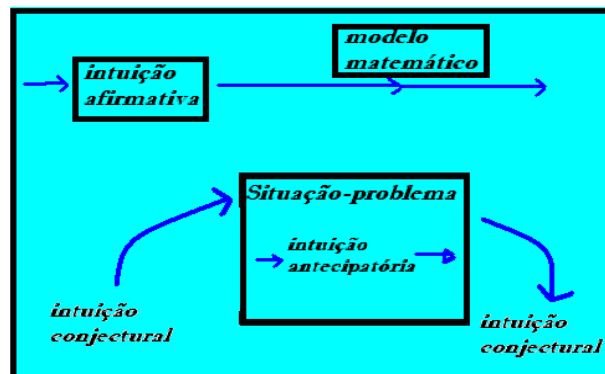 modelo
matemático
intuição
afirmativa
Situação-problema
intuição
antecipatória
intuição
conjectural
intuição
conjectural